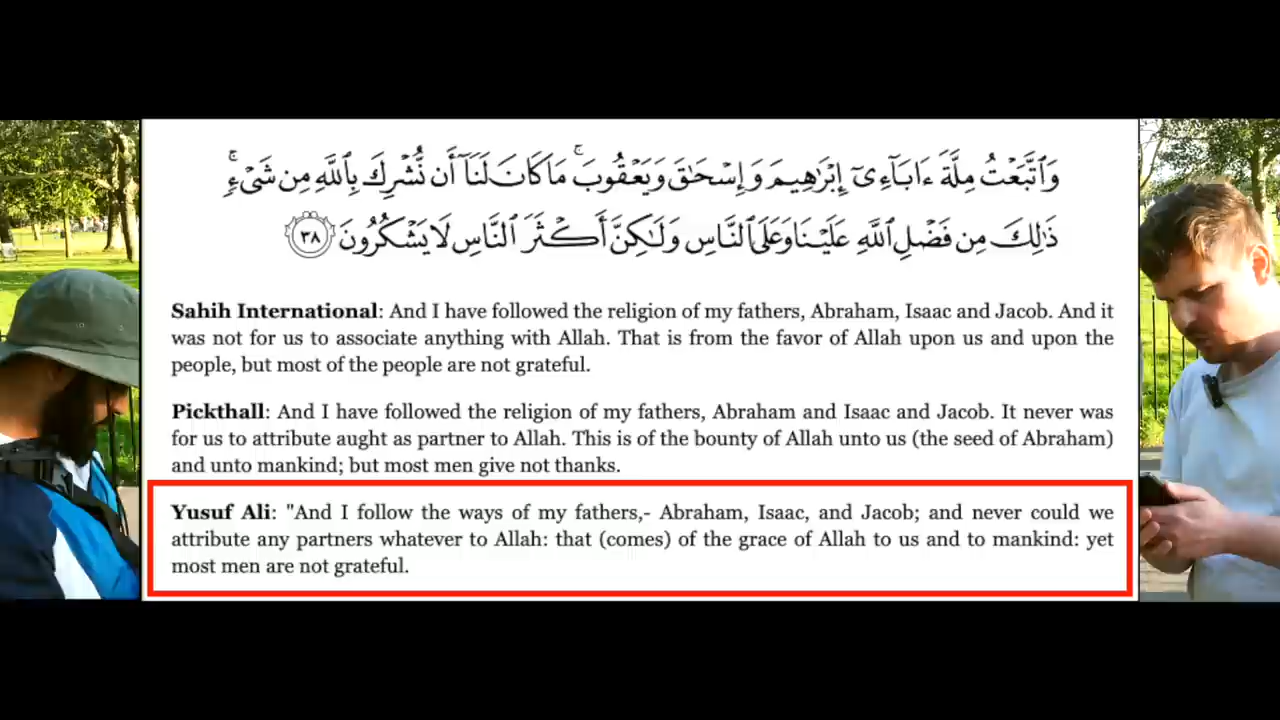 وَٱتَّبَعْتُ مِلَّةَ ءَابَآءِىٓ إِبْرَٰهِيمَ وَإِسْحَٰقَ وَيَعْقُوبَ ۚ مَا كَانَ لَنَآ أَن نُّشْرِكَ بِٱللَّهِ مِن شَىْءٍ ۚ
ذَٰلِكَ مِن فَضْلِ ٱللَّهِ عَلَيْنَا وَعَلَى ٱلنَّاسِ وَلَٰكِنَّ أَكْثَرَ ٱلنَّاسِ لَا يَشْكُرُونَ ٣٨
Sahih International: And I have followed the religion of my fathers, Abraham, Isaac and Jacob. And it
was not for us to associate anything with Allah. That is from the favor of Allah upon us and upon the
people, but most of the people are not grateful.
Pickthall: And I have followed the religion of my fathers, Abraham and Isaac and Jacob. It never was
for us to attribute aught as partner to Allah. This is of the bounty of Allah unto us (the seed of Abraham)
and unto mankind; but most men give not thanks.
Yusuf Ali: "And I follow the ways of my fathers,- Abraham, Isaac, and Jacob; and never could we
attribute any partners whatever to Allah: that (comes) of the grace of Allah to us and to mankind: yet
most men are not grateful.